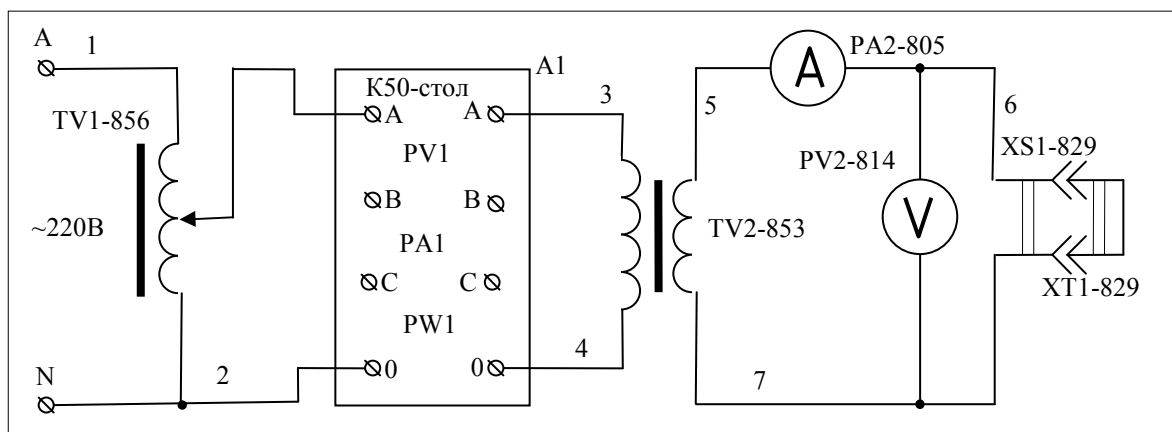 A 1
TV1-856
~220В
N 2
К50-стол
A1
A A
PV1
B B
PA1
C C
PW1
0 0
3
4
TV2-853
5
A
PA2-805
PV2-814
V
6
XS1-829
XT1-829
7